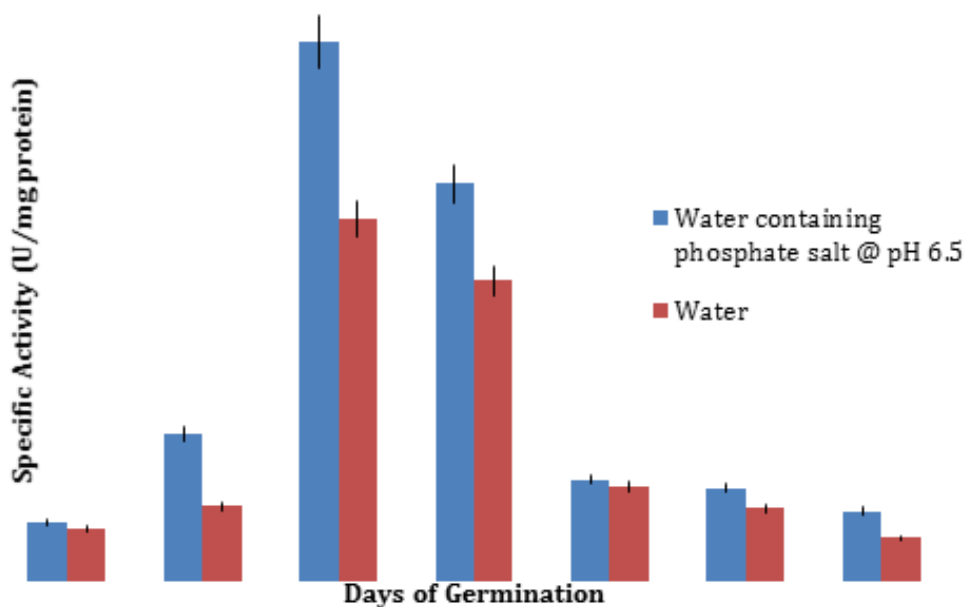 Specific Activity (U/mg protein)
Water containing
phosphate salt @ pH 6.5
Water
Days of Germination